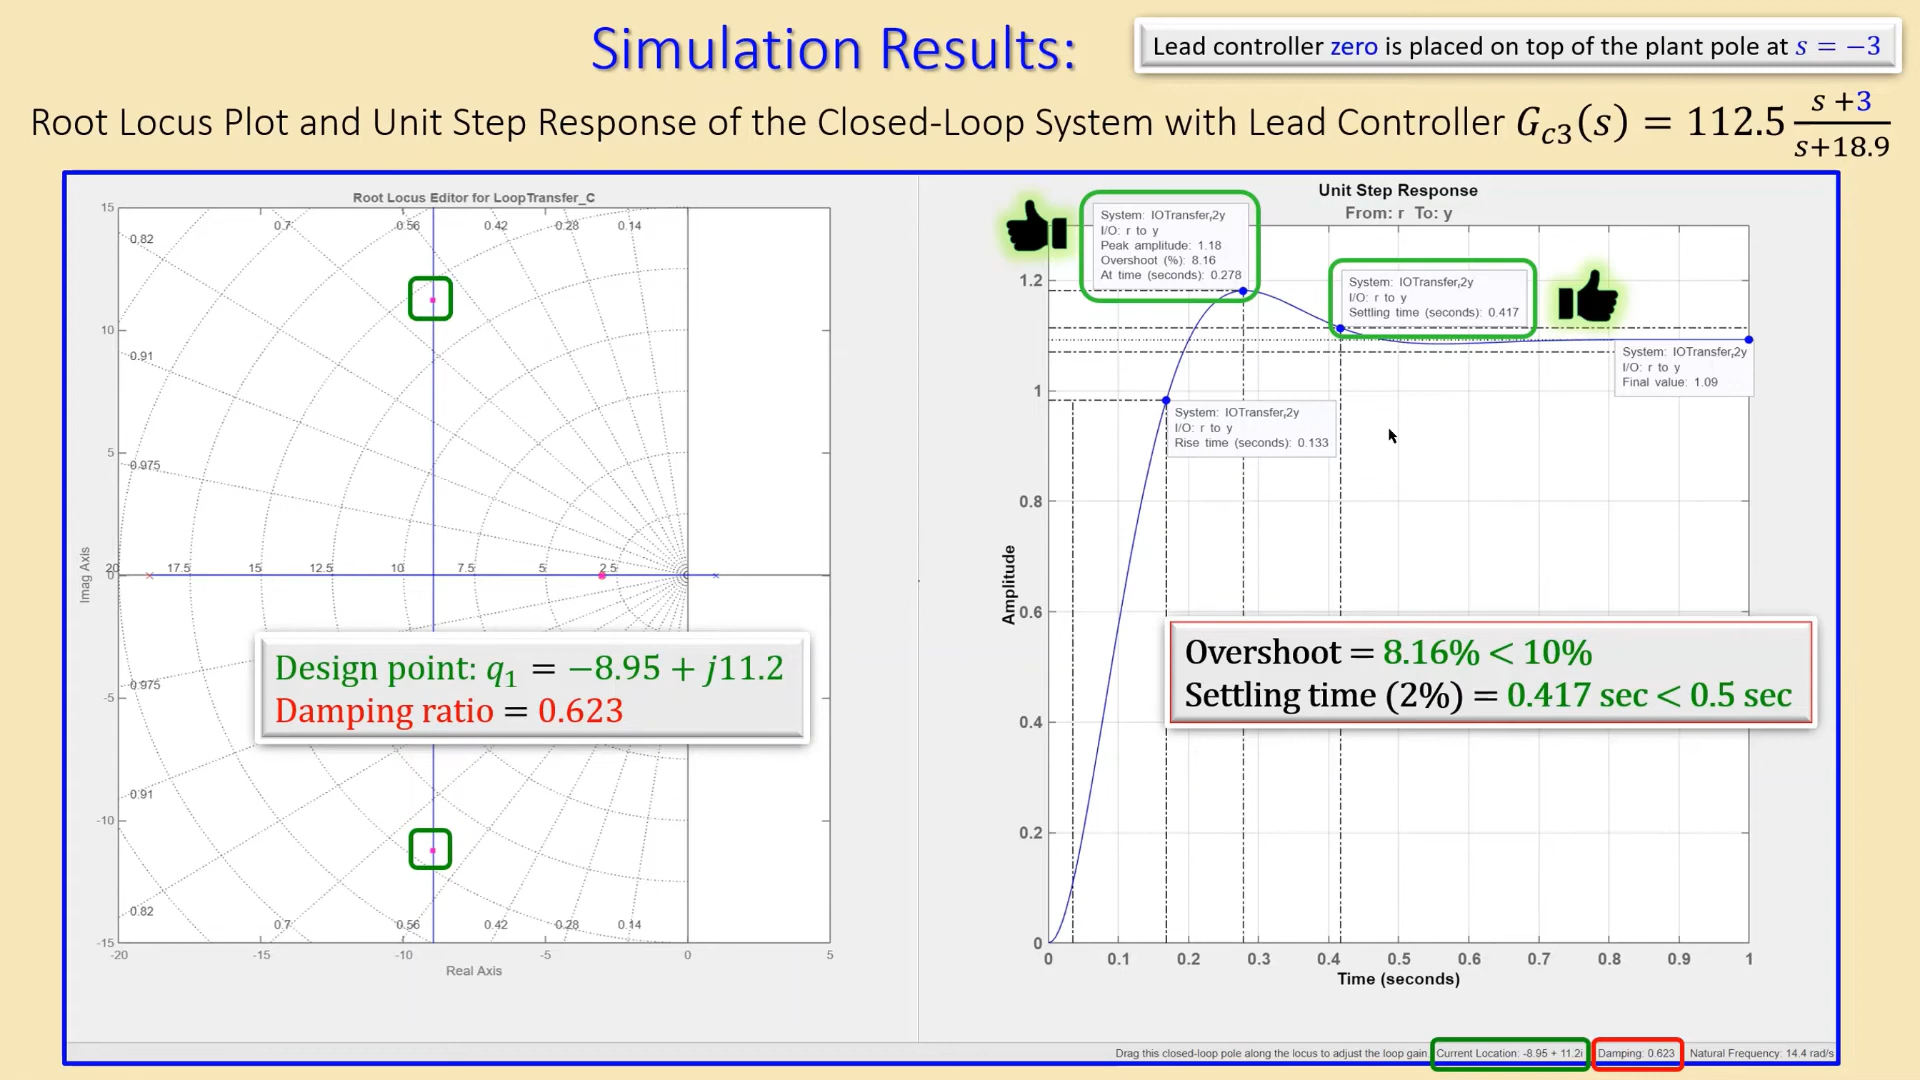 Simulation Results:
Lead controller zero is placed on top of the plant pole at s = −3
Root Locus Plot and Unit Step Response of the Closed-Loop System with Lead Controller G_c3(s) = 112.5 (s +3)/(s+18.9)
Root Locus Editor for LoopTransfer_C
15
10
5
0
-5
-10
-15
0.82
0.7
0.56
0.42
0.28
0.14
0.91
0.975
20
17.5
15
12.5
10
7.5
5
2.5
0.975
0.91
0.82
0.7
0.56
0.42
0.28
0.14
-20
-15
-10
-5
0
5
Real Axis
Imag Axis
Design point: q₁ = −8.95 + j11.2
Damping ratio = 0.623
Unit Step Response
From: r To: y
System: IOTransfer,2y
I/O: r to y
Peak amplitude: 1.18
Overshoot (%): 8.16
At time (seconds): 0.278
System: IOTransfer,2y
I/O: r to y
Settling time (seconds): 0.417
System: IOTransfer,2y
I/O: r to y
Final value: 1.09
System: IOTransfer,2y
I/O: r to y
Rise time (seconds): 0.133
1.2
1
0.8
0.6
0.4
0.2
0
Amplitude
Overshoot = 8.16% < 10%
Settling time (2%) = 0.417 sec < 0.5 sec
0
0.1
0.2
0.3
0.4
0.5
0.6
0.7
0.8
0.9
1
Time (seconds)
Drag this closed-loop pole along the locus to adjust the loop gain.
Current Location: -8.95 + 11.2i
Damping: 0.623
Natural Frequency: 14.4 rad/s